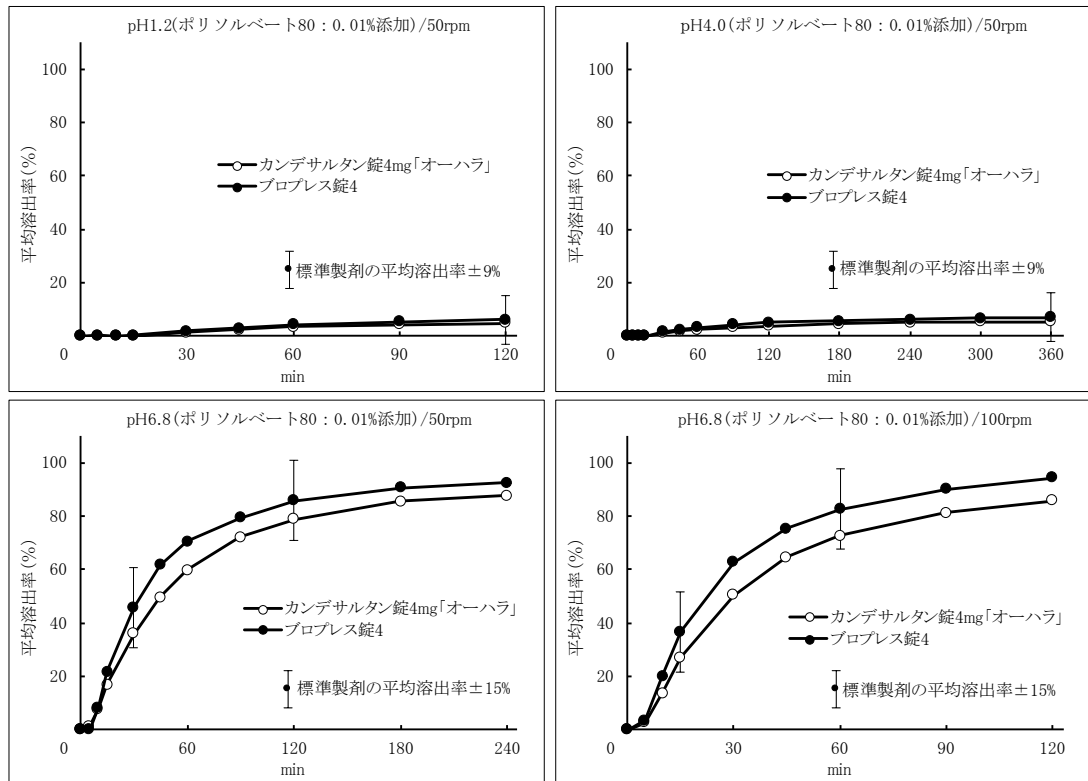 pH1.2(ポリソルベート80：0.01%添加)/50rpm
平均溶出率(%)
100
80
60
40
20
0
30
60
90
120
min
カンデサルタン錠4mg「オーハラ」
ブロプレス錠4
標準製剤の平均溶出率±9%
pH4.0(ポリソルベート80：0.01%添加)/50rpm
平均溶出率(%)
100
80
60
40
20
0
60
120
180
240
300
360
min
カンデサルタン錠4mg「オーハラ」
ブロプレス錠4
標準製剤の平均溶出率±9%
pH6.8(ポリソルベート80：0.01%添加)/50rpm
平均溶出率(%)
100
80
60
40
20
0
60
120
180
240
min
カンデサルタン錠4mg「オーハラ」
ブロプレス錠4
標準製剤の平均溶出率±15%
pH6.8(ポリソルベート80：0.01%添加)/100rpm
平均溶出率(%)
100
80
60
40
20
0
30
60
90
120
min
カンデサルタン錠4mg「オーハラ」
ブロプレス錠4
標準製剤の平均溶出率±15%